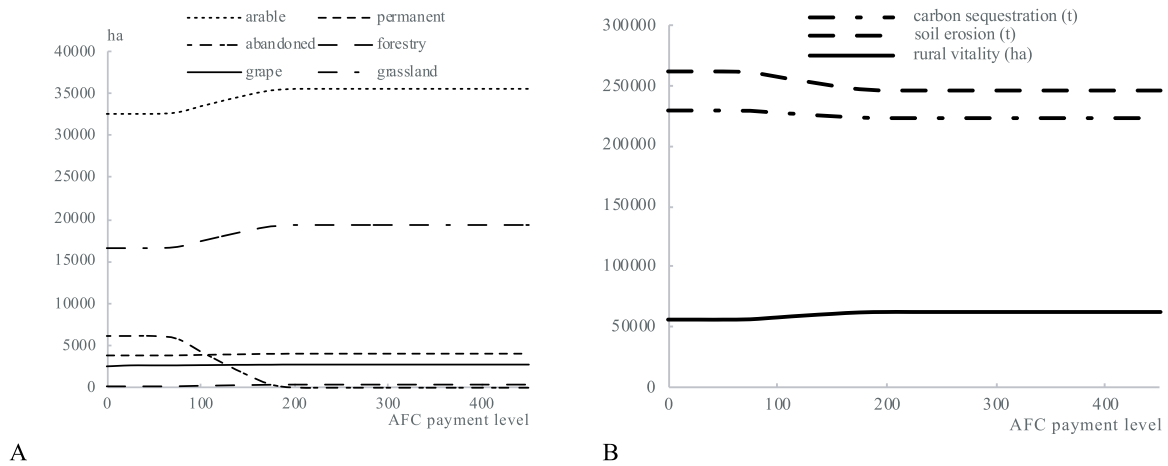 arable permanent
ha
abandoned forestry
grape grassland
40000
35000
30000
25000
20000
15000
10000
5000
0
0 100 200 300 400
AFC payment level
A
carbon sequestration (t)
soil erosion (t)
rural vitality (ha)
300000
250000
200000
150000
100000
50000
0
0 100 200 300 400
AFC payment level
B